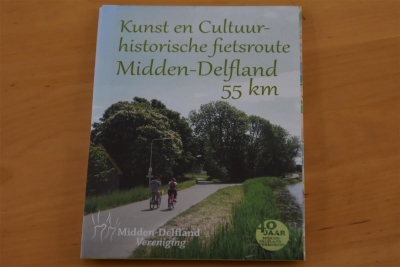 Kunst en Cultuur-
historische fietsroute
Midden-Delfland
55 km
Midden-Delfland
Vereniging
40
JAAR